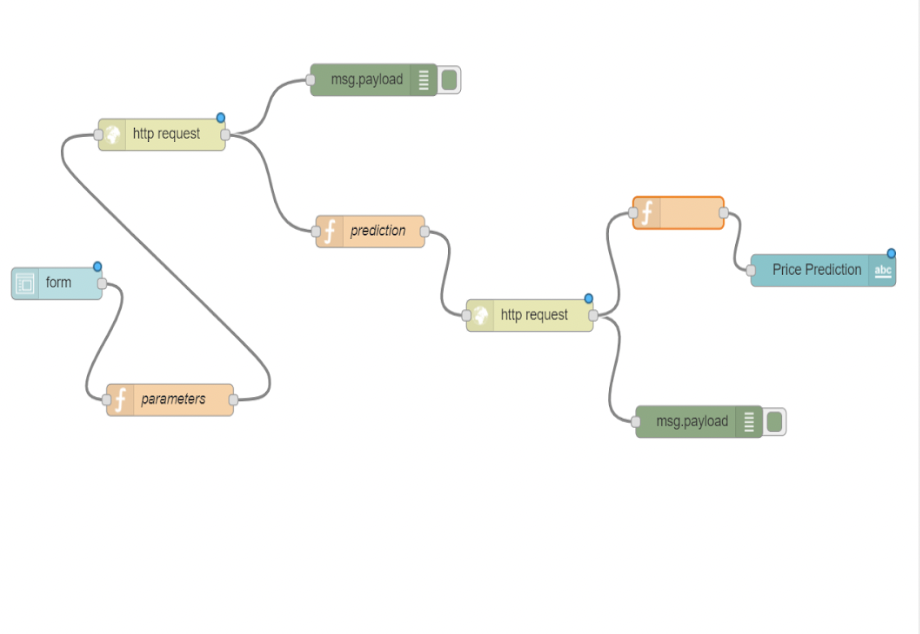 msg.payload
http request
prediction
form
Price Prediction
abc
http request
parameters
msg.payload